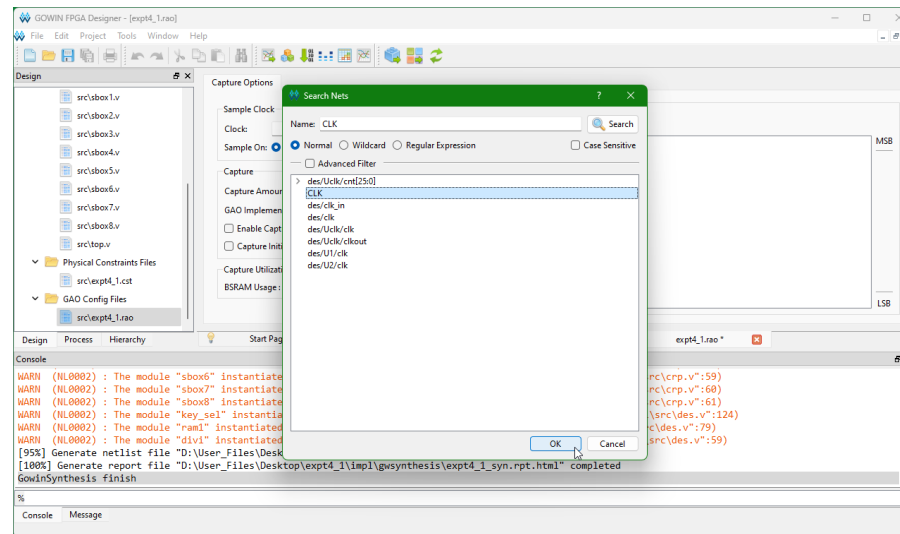 GOWIN FPGA Designer - [expt4_1.rao]
File Edit Project Tools Window Help
Design
src\sbox1.v
src\sbox2.v
src\sbox3.v
src\sbox4.v
src\sbox5.v
src\sbox6.v
src\sbox7.v
src\sbox8.v
src\top.v
Physical Constraints Files
src\expt4_1.cst
GAO Config Files
src\expt4_1.rao
Design Process Hierarchy
Capture Options
Sample Clock
Clock:
Sample On:
Capture
Capture Amour
GAO Implemen
Enable Capt
Capture Initi
Capture Utilizati
BSRAM Usage:
MSB
LSB
Search Nets
Name: CLK Search
Normal Wildcard Regular Expression Case Sensitive
Advanced Filter
des/Uclk/cnt[25:0]
CLK
des/clk_in
des/clk
des/Uclk/clk
des/Uclk/clkout
des/U1/clk
des/U2/clk
OK Cancel
Start Pag expt4_1.rao *
Console
WARN (NL0002) : The module "sbox6" instantiate rc\crp.v":59)
WARN (NL0002) : The module "sbox7" instantiate rc\crp.v":60)
WARN (NL0002) : The module "sbox8" instantiate rc\crp.v":61)
WARN (NL0002) : The module "key_sel" instantia \src\des.v":124)
WARN (NL0002) : The module "ram1" instantiated c\des.v":79)
WARN (NL0002) : The module "divi" instantiated src\des.v":59)
[95%] Generate netlist file "D:\User_Files\Desk
[100%] Generate report file "D:\User_Files\Desktop\expt4_1\impl\gwsynthesis\expt4_1_syn.rpt.html" completed
GowinSynthesis finish
%
Console Message